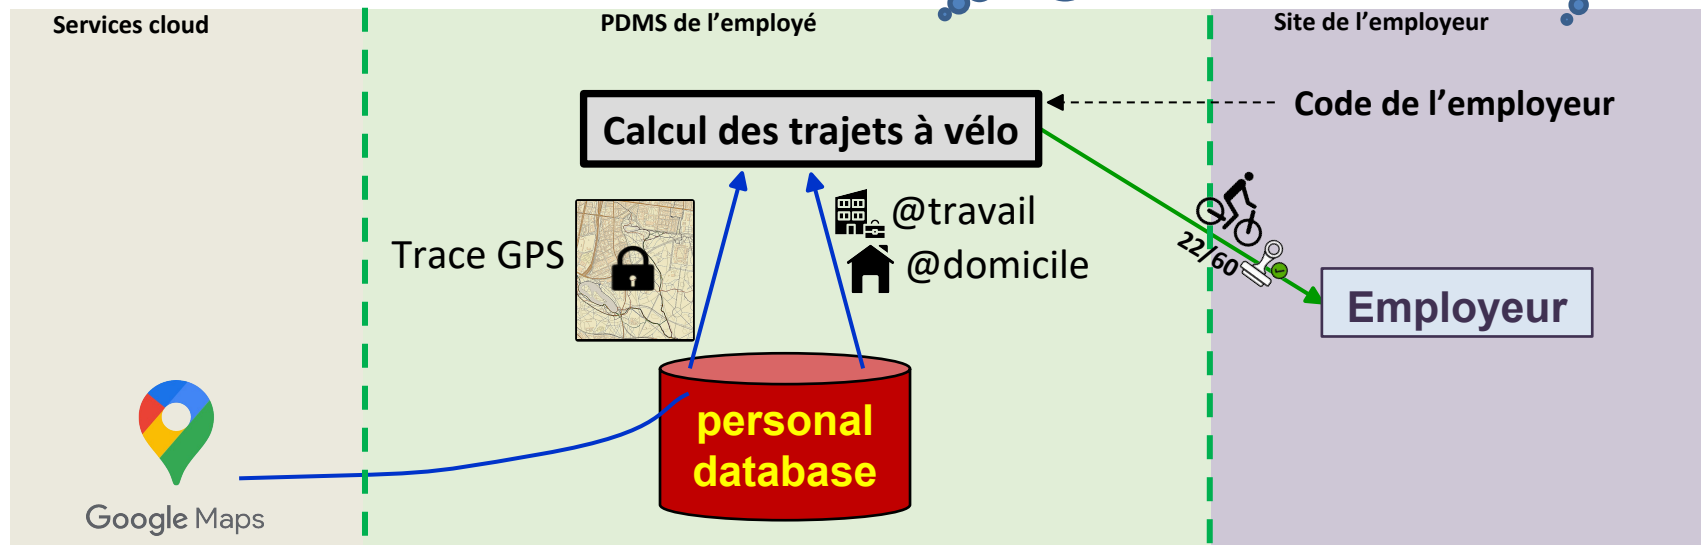 Services cloud
PDMS de l’employé
Site de l’employeur
Code de l’employeur
Calcul des trajets à vélo
@travail
Trace GPS
@domicile
22/60
Employeur
personal
database
Google Maps